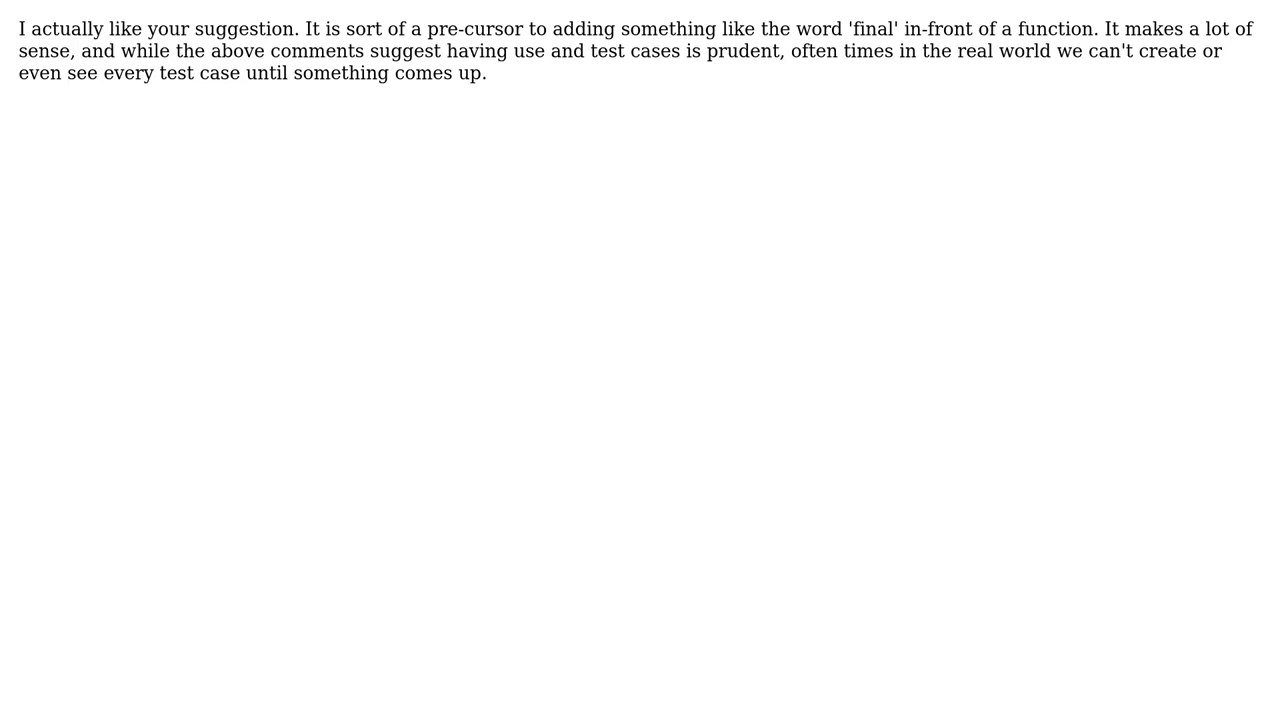 I actually like your suggestion. It is sort of a pre-cursor to adding something like the word 'final' in-front of a function. It makes a lot of
sense, and while the above comments suggest having use and test cases is prudent, often times in the real world we can't create or
even see every test case until something comes up.